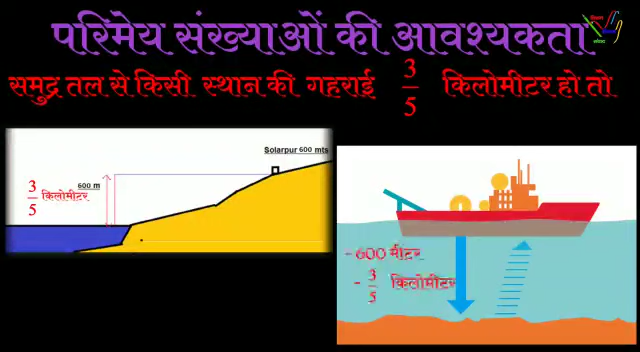 परिमेय संख्याओं की आवश्यकता
समुद्र तल से किसी स्थान की गहराई 3/5 किलोमीटर हो तो
Solarpur 600 mts
600 m
3/5 किलोमीटर
- 600 मीटर
- 3/5 किलोमीटर